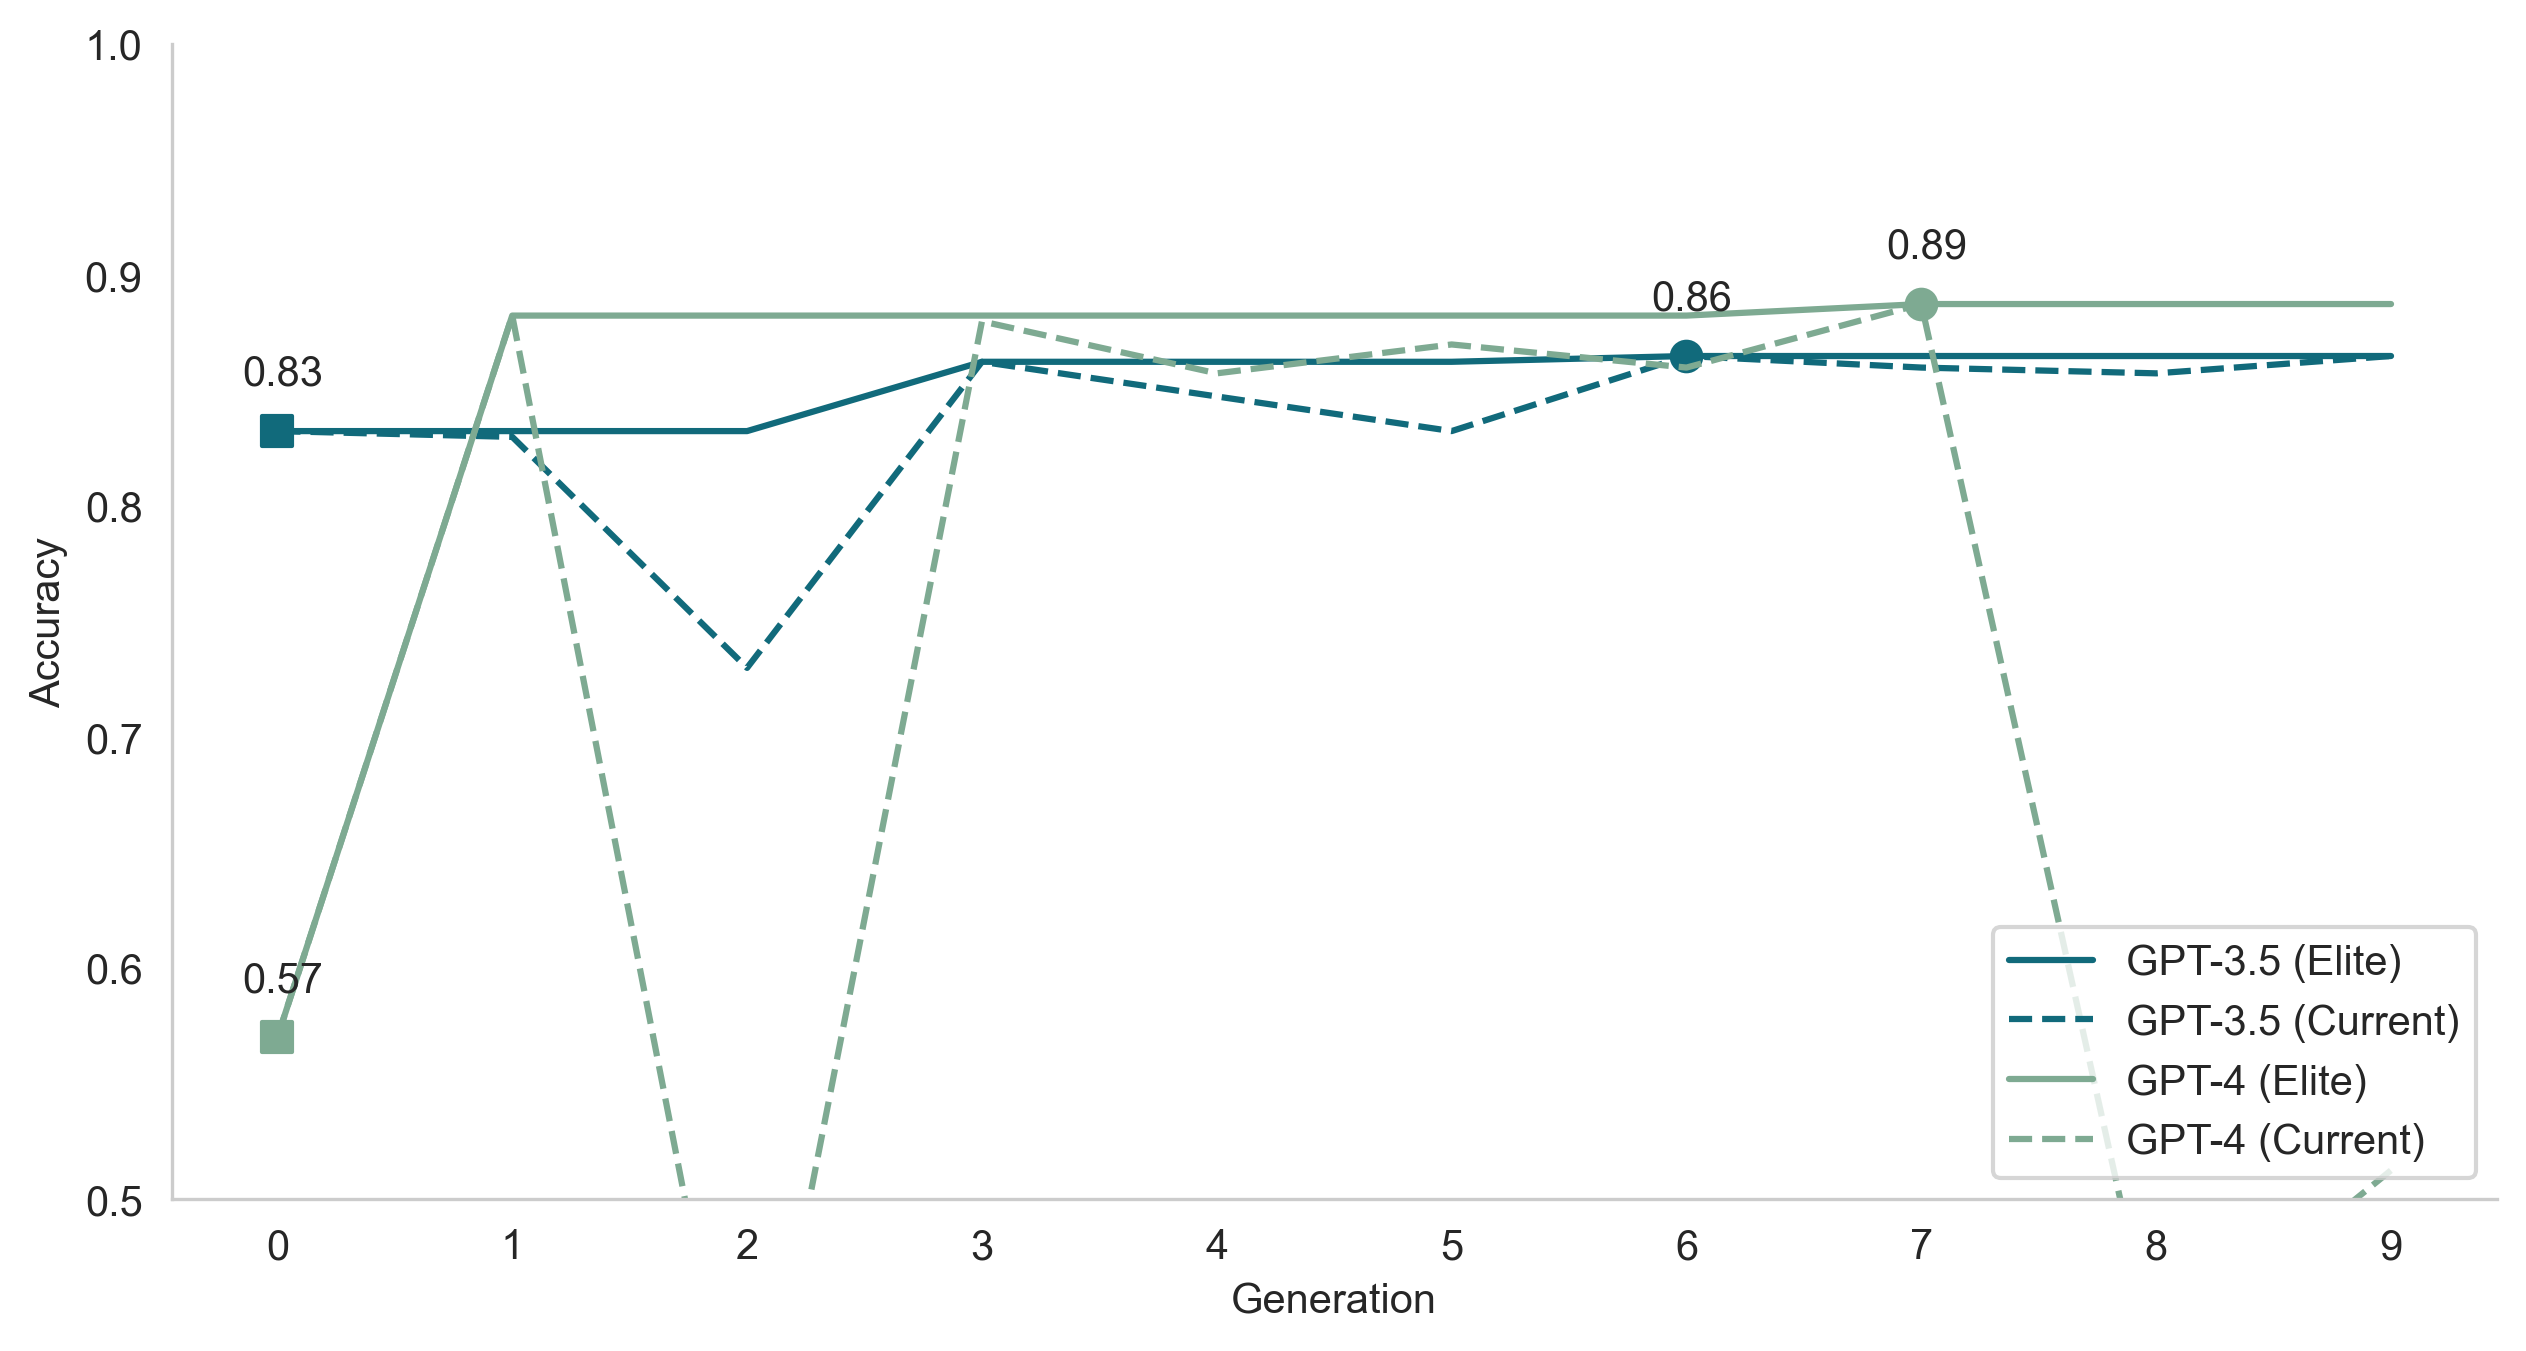 1.0
0.9
0.8
0.7
0.6
0.5
Accuracy
0.83
0.57
0.86
0.89
GPT-3.5 (Elite)
GPT-3.5 (Current)
GPT-4 (Elite)
GPT-4 (Current)
0 1 2 3 4 5 6 7 8 9
Generation